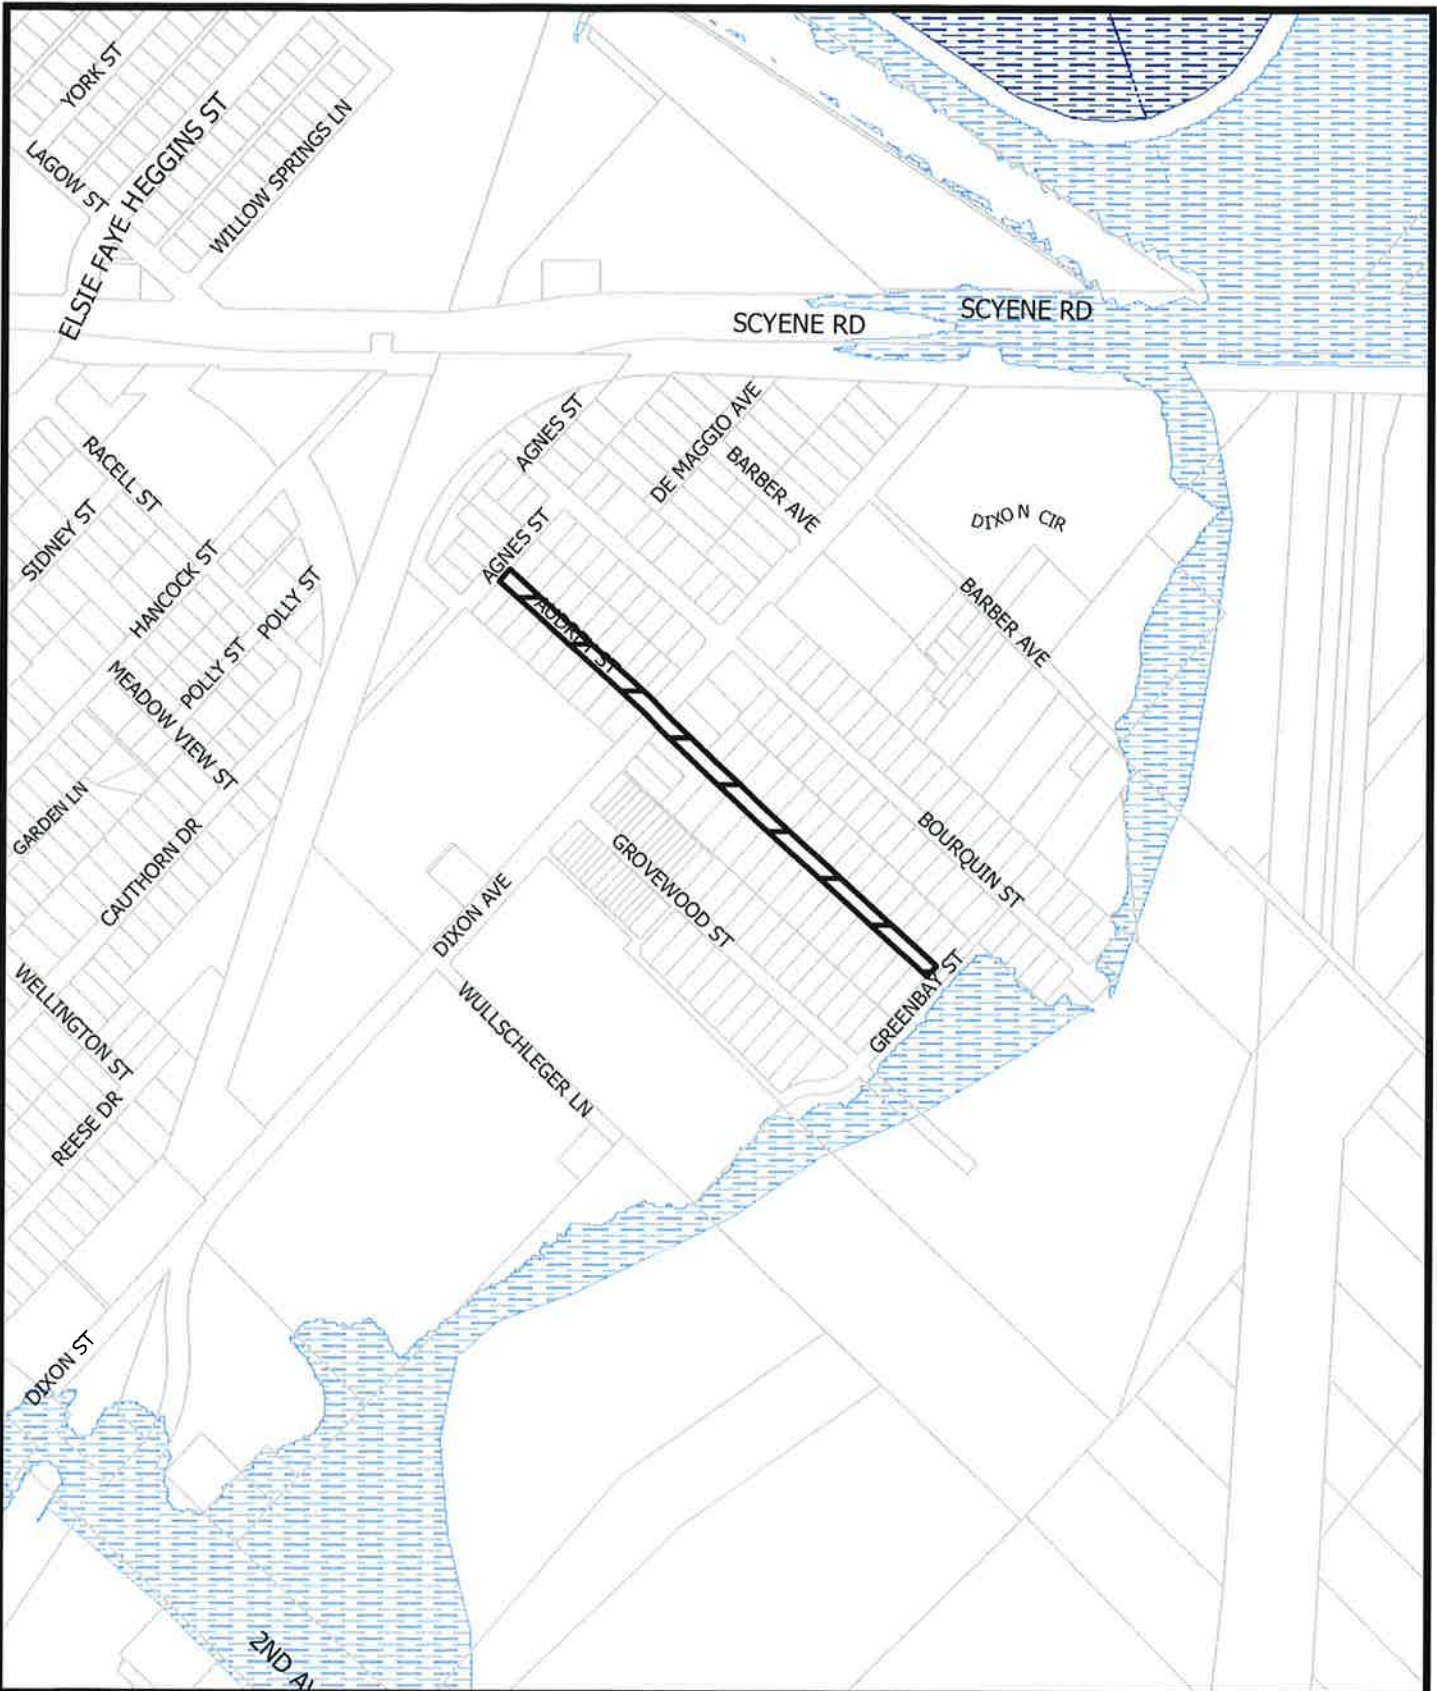 YORK ST
LAGOW ST
ELSIE FAYE HEGGINS ST
WILLOW SPRINGS LN
SCYENE RD
SCYENE RD
AGNES ST
DE MAGGIO AVE
BARBER AVE
RACELL ST
SIDNEY ST
HANCOCK ST
POLLY ST
POLLY ST
AGNES ST
DIXON CIR
BARBER AVE
MEADOW VIEW ST
GARDEN LN
CAUTHORN DR
GROVEWOOD ST
BOURQUIN ST
DIXON AVE
GREENBAY ST
WELLINGTON ST
WULLSCHLEGER LN
REESE DR
DIXON ST
2ND